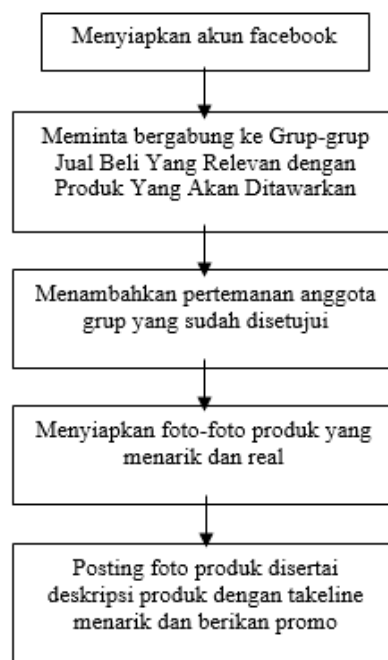 Menyiapkan akun facebook
Meminta bergabung ke Grup-grup
Jual Beli Yang Relevan dengan
Produk Yang Akan Ditawarkan
Menambahkan pertemanan anggota
grup yang sudah disetujui
Menyiapkan foto-foto produk yang
menarik dan real
Posting foto produk disertai
deskripsi produk dengan takeline
menarik dan berikan promo